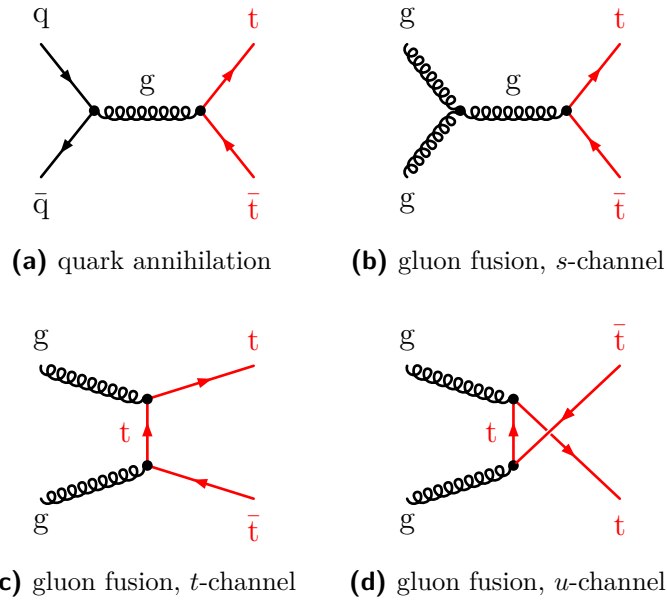 q t
g
q̄ t̄
(a) quark annihilation
g t
g
g t̄
(b) gluon fusion, s-channel
g t
t
g t̄
c) gluon fusion, t-channel
g t̄
t
g t
(d) gluon fusion, u-channel